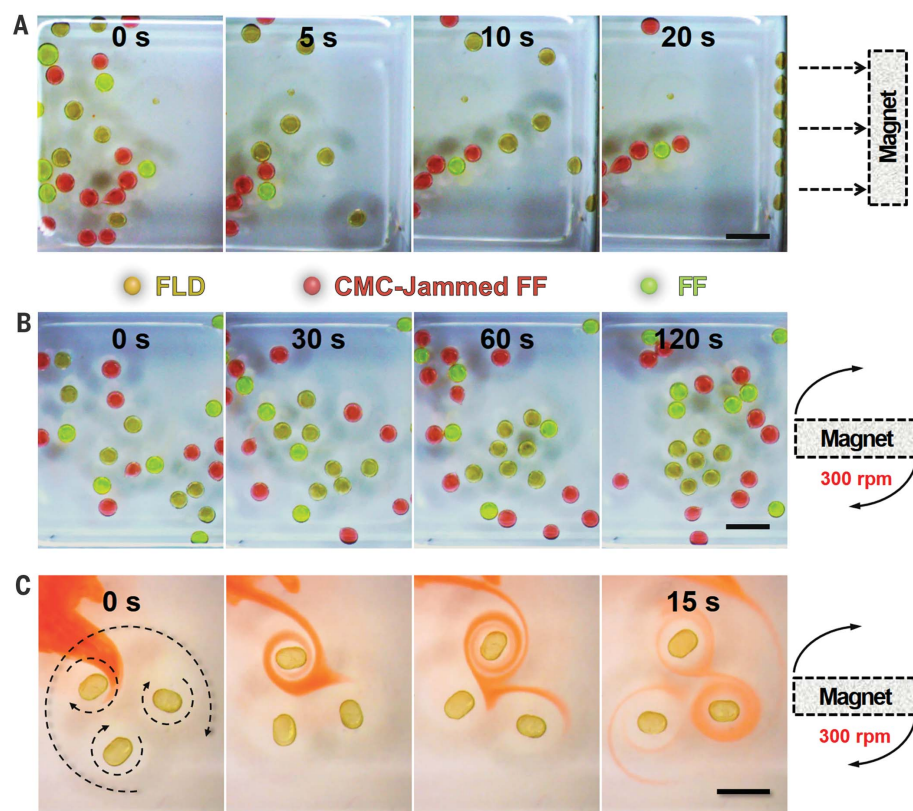 A
0 s
5 s
10 s
20 s
Magnet
FLD
CMC-Jammed FF
FF
B
0 s
30 s
60 s
120 s
Magnet
300 rpm
C
0 s
15 s
Magnet
300 rpm